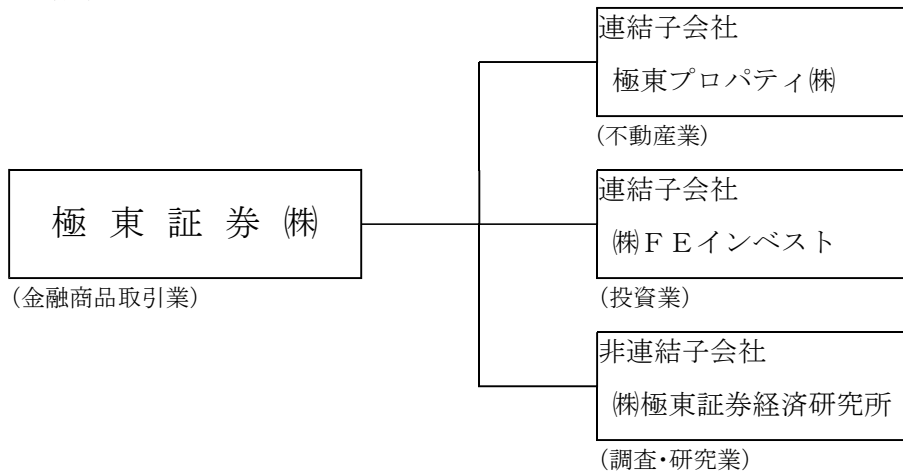 連結子会社
極東プロパティ㈱
(不動産業)
極東証券㈱
(金融商品取引業)
連結子会社
㈱ＦＥインベスト
(投資業)
非連結子会社
㈱極東証券経済研究所
(調査・研究業)